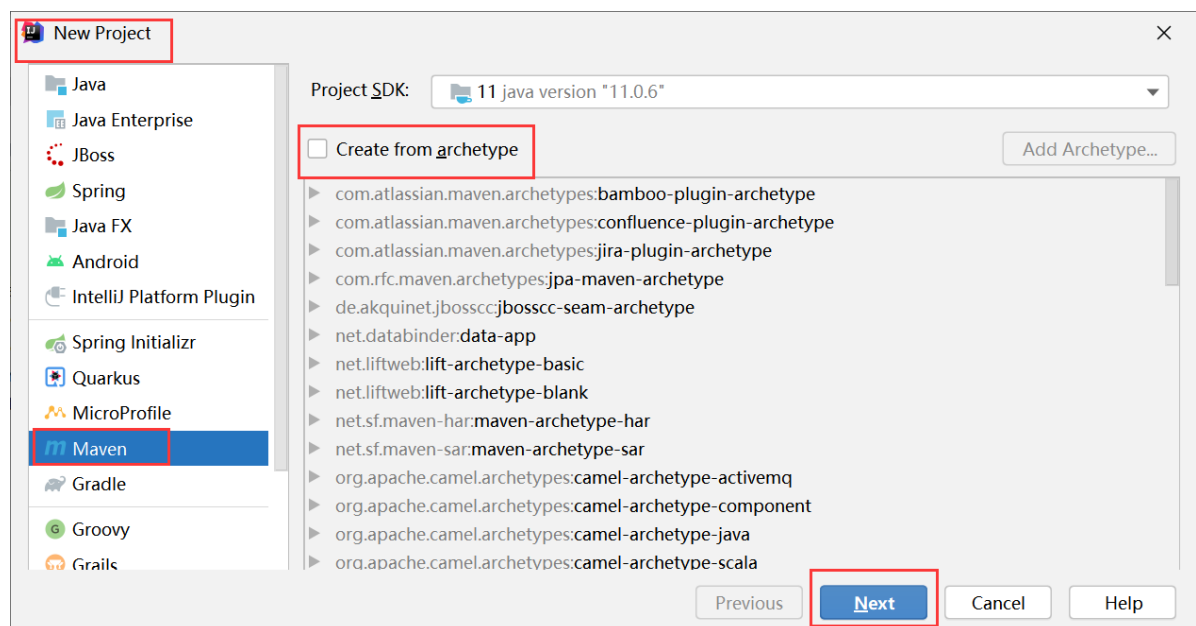 New Project
Java
Java Enterprise
JBoss
Spring
Java FX
Android
IntelliJ Platform Plugin
Spring Initializr
Quarkus
MicroProfile
Maven
Gradle
Groovy
Grails
Project SDK: 11 java version "11.0.6"
Create from archetype Add Archetype...
com.atlassian.maven.archetypes:bamboo-plugin-archetype
com.atlassian.maven.archetypes:confluence-plugin-archetype
com.atlassian.maven.archetypes:jira-plugin-archetype
com.rfc.maven.archetypes:jpa-maven-archetype
de.akquinet.jbosscc:jbosscc-seam-archetype
net.databinder:data-app
net.liftweb:lift-archetype-basic
net.liftweb:lift-archetype-blank
net.sf.maven-har:maven-archetype-har
net.sf.maven-sar:maven-archetype-sar
org.apache.camel.archetypes:camel-archetype-activemq
org.apache.camel.archetypes:camel-archetype-component
org.apache.camel.archetypes:camel-archetype-java
org.apache.camel.archetypes:camel-archetype-scala
Previous Next Cancel Help